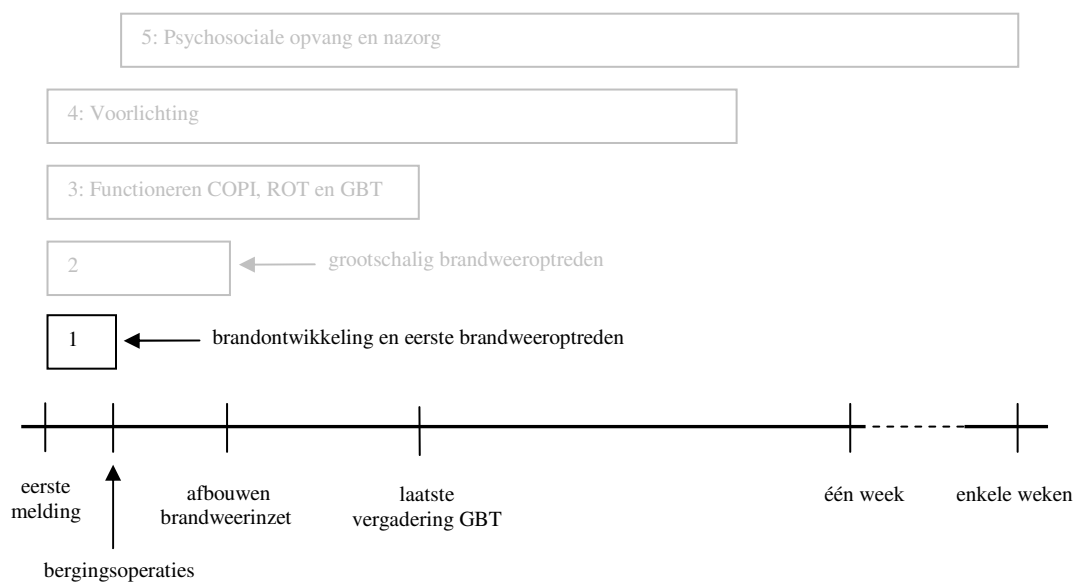 5: Psychosociale opvang en nazorg
4: Voorlichting
3: Functioneren COPI, ROT en GBT
2
grootschalig brandweeroptreden
1
brandontwikkeling en eerste brandweeroptreden
eerste
melding
afbouwen
brandweerinzet
laatste
vergadering GBT
één week
enkele weken
bergingsoperaties